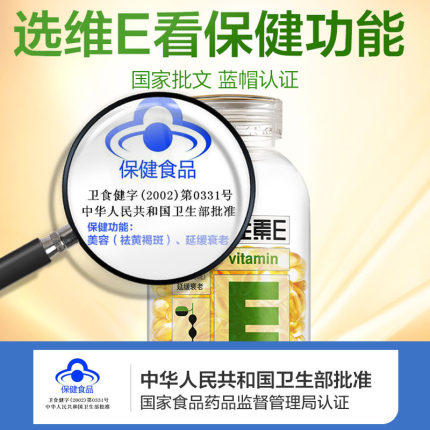 选维E看保健功能
国家批文 蓝帽认证
保健食品
卫食健字(2002)第0331号
中华人民共和国卫生部批准
保健功能:
美容（祛黄褐斑）、延缓衰老
生素E
vitamin
E
延缓衰老
保健食品
卫食健字(2002)第0331号
中华人民共和国卫生部批准
中华人民共和国卫生部批准
国家食品药品监督管理局认证